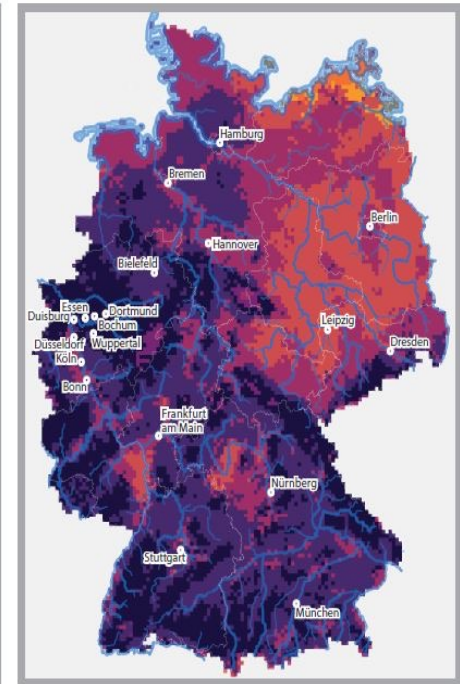 Hamburg
Bremen
Berlin
Hannover
Bielefeld
Essen
Dortmund
Duisburg
Bochum
Leipzig
Düsseldorf
Wuppertal
Dresden
Köln
Bonn
Frankfurt
am Main
Nürnberg
Stuttgart
München